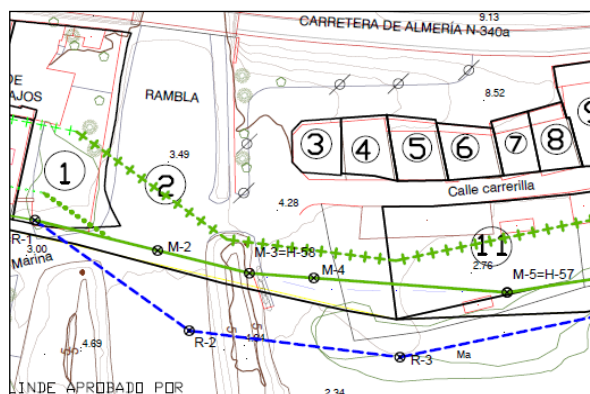 9.13
CARRETERA DE ALMERÍA N-340a
DE
AJOS
RAMBLA
8.52
3.49
1
2
3
4
5
6
7
8
9
Calle carrerilla
4.28
11
2.76
R-1
3.00
Marina
M-2
M-3=H-58
M-4
M-5=H-57
R-2
R-3
4.69
Ma
2.34
LINDE APROBADO POR